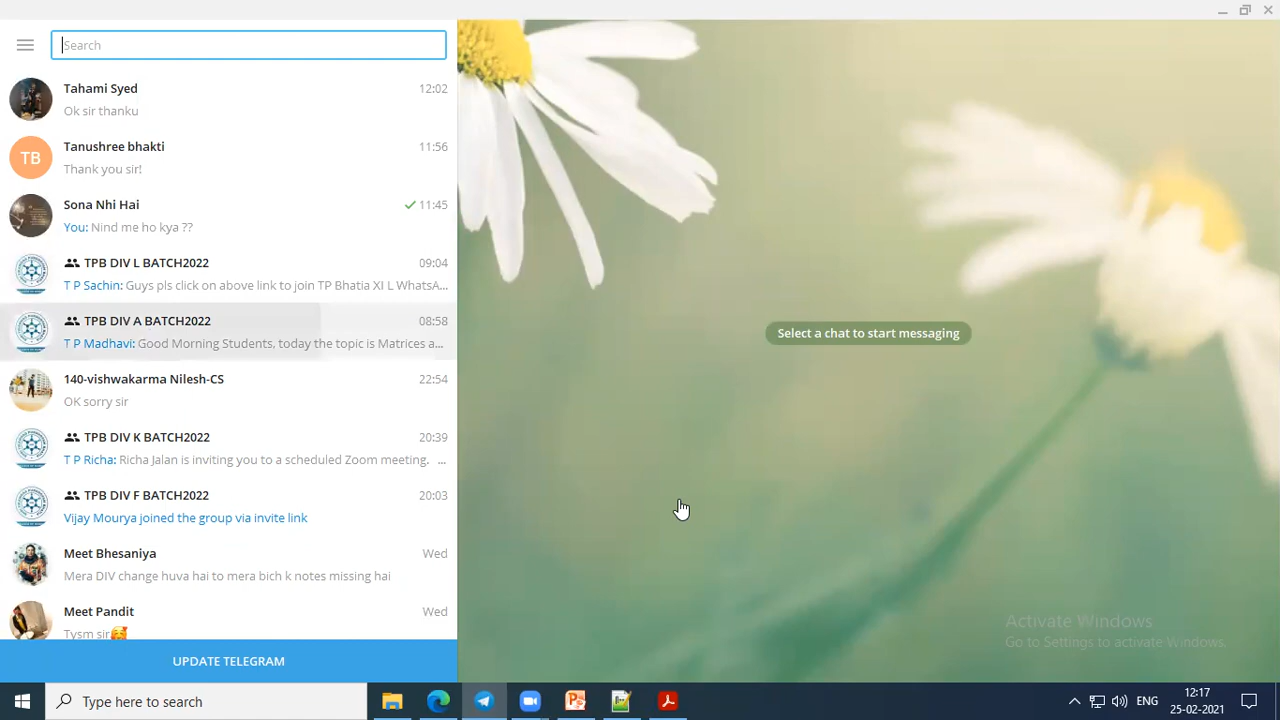 Search
Tahami Syed 12:02
Ok sir thanku
TB
Tanushree bhakti 11:56
Thank you sir!
Sona Nhi Hai 11:45
You: Nind me ho kya ??
TPB DIV L BATCH2022 09:04
T P Sachin: Guys pls click on above link to join TP Bhatia XI L WhatsA...
TPB DIV A BATCH2022 08:58
T P Madhavi: Good Morning Students, today the topic is Matrices a...
140-vishwakarma Nilesh-CS 22:54
OK sorry sir
TPB DIV K BATCH2022 20:39
T P Richa: Richa Jalan is inviting you to a scheduled Zoom meeting. ...
TPB DIV F BATCH2022 20:03
Vijay Mourya joined the group via invite link
Meet Bhesaniya Wed
Mera DIV change huva hai to mera bich k notes missing hai
Meet Pandit Wed
Tysm sir🥰
UPDATE TELEGRAM
Select a chat to start messaging
Activate Windows
Go to Settings to activate Windows.
Type here to search
ENG
12:17
25-02-2021